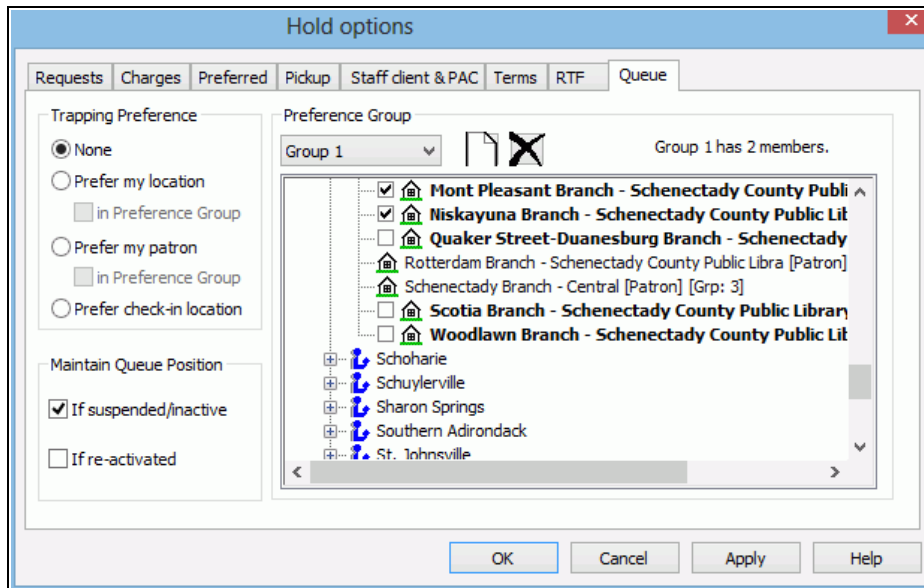 Hold options
Requests Charges Preferred Pickup Staff client & PAC Terms RTF Queue
Trapping Preference
None
Prefer my location
in Preference Group
Prefer my patron
in Preference Group
Prefer check-in location
Maintain Queue Position
If suspended/inactive
If re-activated
Preference Group
Group 1
Group 1 has 2 members.
Mont Pleasant Branch - Schenectady County Publi
Niskayuna Branch - Schenectady County Public Lib
Quaker Street-Duanesburg Branch - Schenectady
Rotterdam Branch - Schenectady County Public Libra [Patron]
Schenectady Branch - Central [Patron] [Grp: 3]
Scotia Branch - Schenectady County Public Library
Woodlawn Branch - Schenectady County Public Lib
Schoharie
Schuylerville
Sharon Springs
Southern Adirondack
St. Johnsville
OK Cancel Apply Help